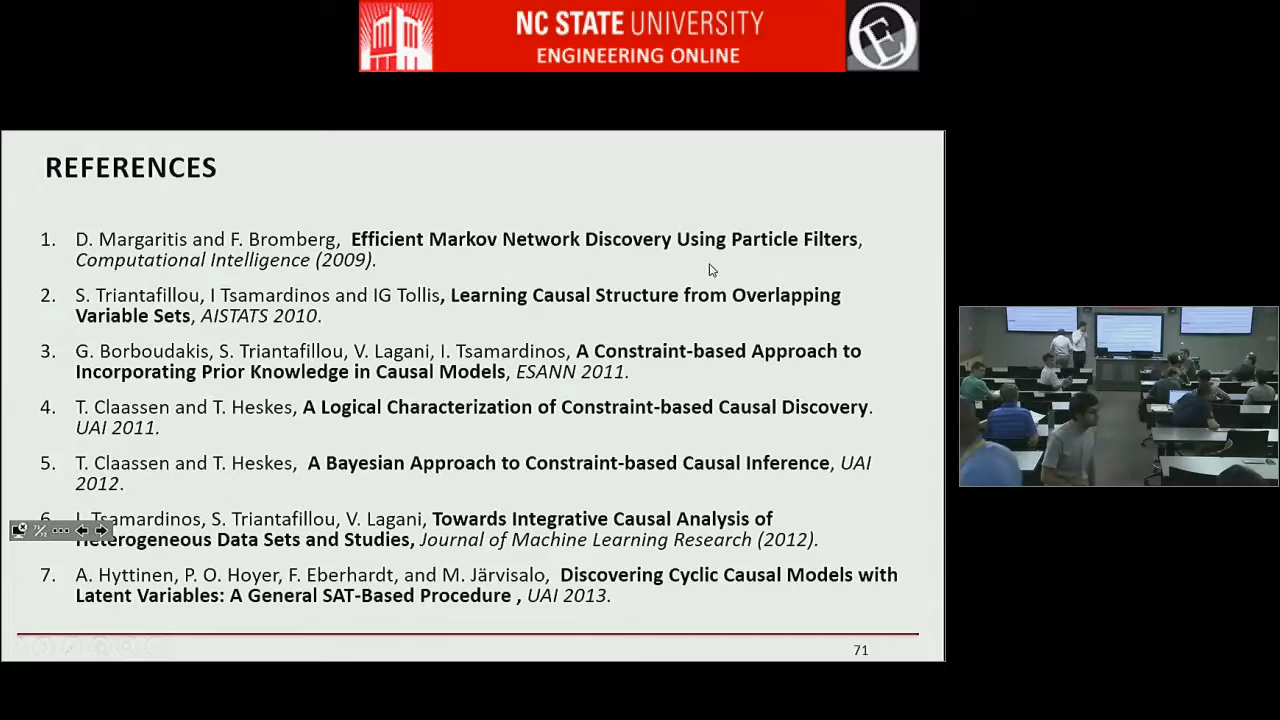 NC STATE UNIVERSITY
ENGINEERING ONLINE
REFERENCES
1. D. Margaritis and F. Bromberg, Efficient Markov Network Discovery Using Particle Filters,
Computational Intelligence (2009).
2. S. Triantafillou, I Tsamardinos and IG Tollis, Learning Causal Structure from Overlapping
Variable Sets, AISTATS 2010.
3. G. Borboudakis, S. Triantafillou, V. Lagani, I. Tsamardinos, A Constraint-based Approach to
Incorporating Prior Knowledge in Causal Models, ESANN 2011.
4. T. Claassen and T. Heskes, A Logical Characterization of Constraint-based Causal Discovery.
UAI 2011.
5. T. Claassen and T. Heskes, A Bayesian Approach to Constraint-based Causal Inference, UAI
2012.
6. I. Tsamardinos, S. Triantafillou, V. Lagani, Towards Integrative Causal Analysis of
Heterogeneous Data Sets and Studies, Journal of Machine Learning Research (2012).
7. A. Hyttinen, P. O. Hoyer, F. Eberhardt, and M. Järvisalo, Discovering Cyclic Causal Models with
Latent Variables: A General SAT-Based Procedure , UAI 2013.
71